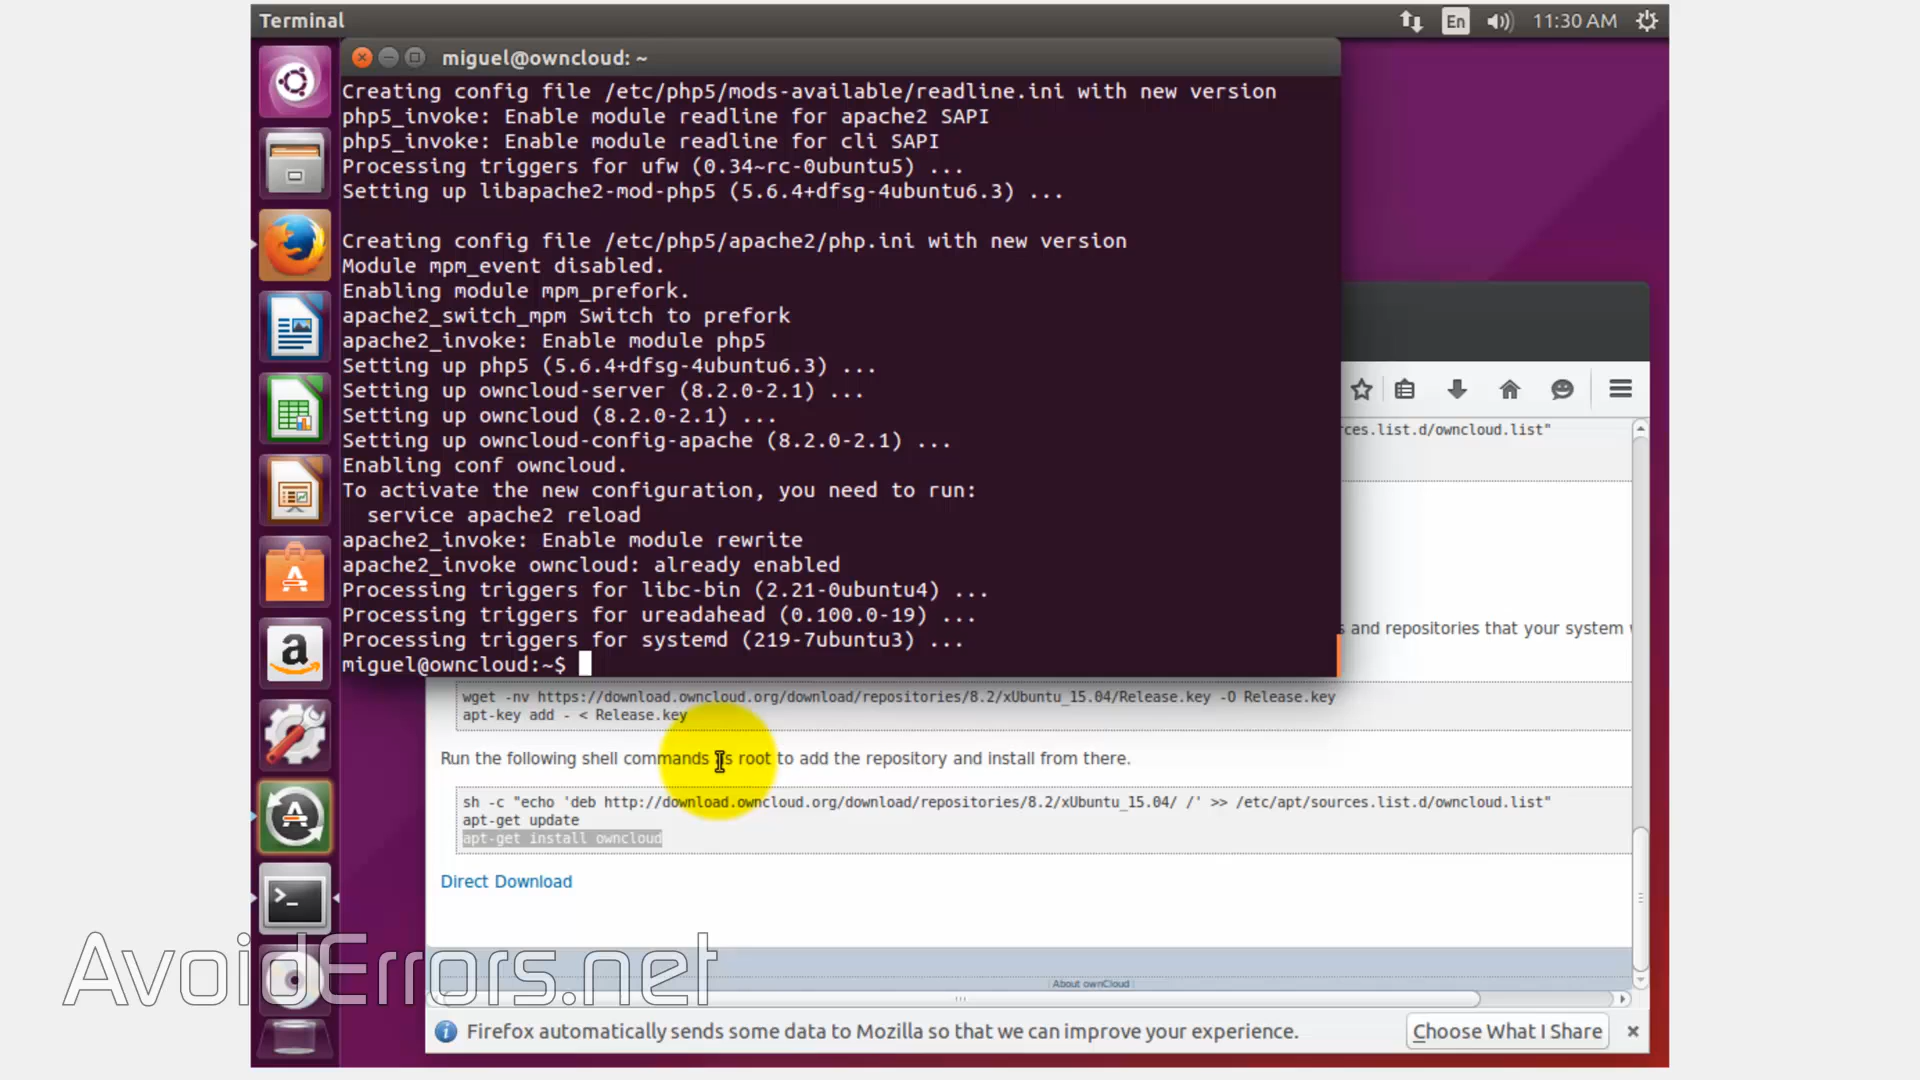 Terminal
En
11:30 AM
miguel@owncloud: ~
Creating config file /etc/php5/mods-available/readline.ini with new version
php5_invoke: Enable module readline for apache2 SAPI
php5_invoke: Enable module readline for cli SAPI
Processing triggers for ufw (0.34~rc-0ubuntu5) ...
Setting up libapache2-mod-php5 (5.6.4+dfsg-4ubuntu6.3) ...
Creating config file /etc/php5/apache2/php.ini with new version
Module mpm_event disabled.
Enabling module mpm_prefork.
apache2_switch_mpm Switch to prefork
apache2_invoke: Enable module php5
Setting up php5 (5.6.4+dfsg-4ubuntu6.3) ...
Setting up owncloud-server (8.2.0-2.1) ...
Setting up owncloud (8.2.0-2.1) ...
Setting up owncloud-config-apache (8.2.0-2.1) ...
Enabling conf owncloud.
To activate the new configuration, you need to run:
service apache2 reload
apache2_invoke: Enable module rewrite
apache2_invoke owncloud: already enabled
Processing triggers for libc-bin (2.21-0ubuntu4) ...
Processing triggers for ureadahead (0.100.0-19) ...
Processing triggers for systemd (219-7ubuntu3) ...
miguel@owncloud:~$
rces.list.d/owncloud.list"
s and repositories that your system
wget -nv https://download.owncloud.org/download/repositories/8.2/xUbuntu_15.04/Release.key -O Release.key
apt-key add - < Release.key
Run the following shell commands as root to add the repository and install from there.
sh -c "echo 'deb http://download.owncloud.org/download/repositories/8.2/xUbuntu_15.04/ /' >> /etc/apt/sources.list.d/owncloud.list"
apt-get update
apt-get install owncloud
Direct Download
AvoidErrors.net
About ownCloud
Firefox automatically sends some data to Mozilla so that we can improve your experience.
Choose What I Share